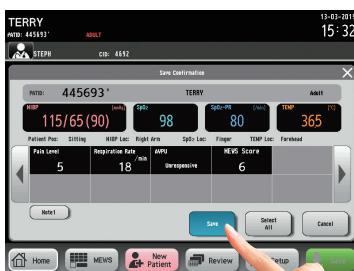 TERRY
13-03-2015
PATID: 445693' ADULT 15:32
STEPH CID: 4692
Save Confirmation
PATID: 445693' TERRY Adult
NIBP [mmHg] SpO2 SpO2-PR [/min] TEMP [°C]
115/65(90) 98 80 36.5
Patient Pos: Sitting NIBP Loc: Right Arm SpO2 Loc: Finger TEMP Loc: Forehead
Pain Level Respiration Rate AVPU MEWS Score
/min
5 18 Unresponsive 6
Note1 Save Select All Cancel
Home MEWS New Patient Review Setup